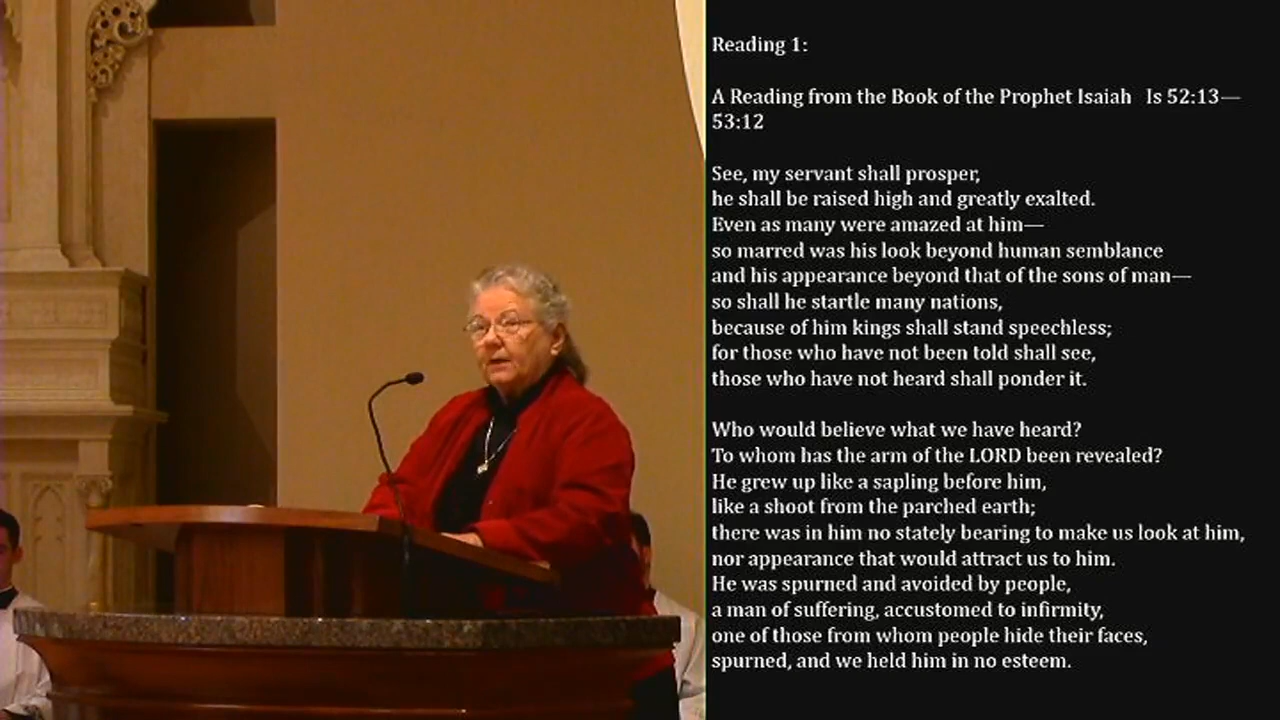 Reading 1:
A Reading from the Book of the Prophet Isaiah   Is 52:13—
53:12
See, my servant shall prosper,
he shall be raised high and greatly exalted.
Even as many were amazed at him—
so marred was his look beyond human semblance
and his appearance beyond that of the sons of man—
so shall he startle many nations,
because of him kings shall stand speechless;
for those who have not been told shall see,
those who have not heard shall ponder it.
Who would believe what we have heard?
To whom has the arm of the LORD been revealed?
He grew up like a sapling before him,
like a shoot from the parched earth;
there was in him no stately bearing to make us look at him,
nor appearance that would attract us to him.
He was spurned and avoided by people,
a man of suffering, accustomed to infirmity,
one of those from whom people hide their faces,
spurned, and we held him in no esteem.